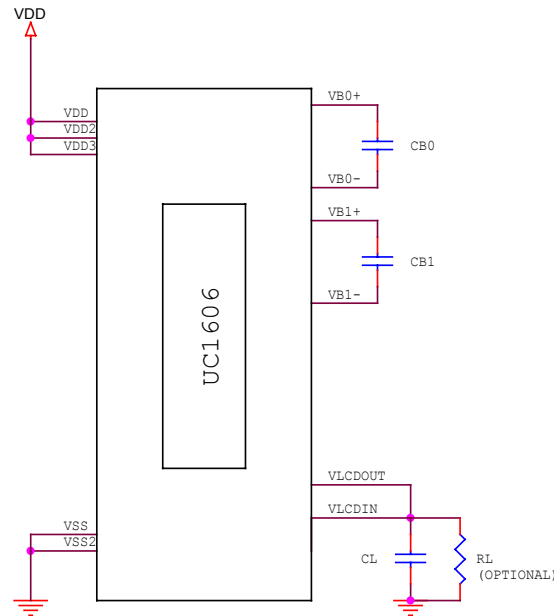 VDD
VDD
VDD2
VDD3
VB0+
CB0
VB0-
VB1+
CB1
VB1-
UC1606
VLCDOUT
VLCDIN
VSS
VSS2
CL
RL
(OPTIONAL)